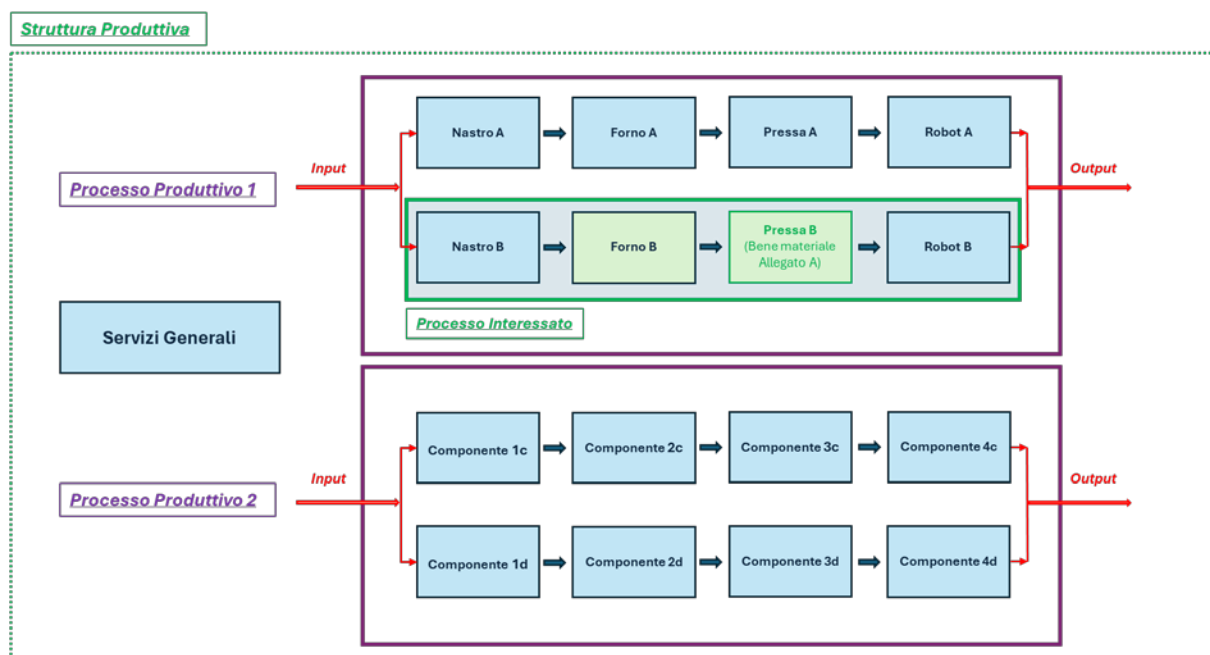 Struttura Produttiva
Nastro A
Forno A
Pressa A
Robot A
Input
Output
Processo Produttivo 1
Nastro B
Forno B
Pressa B
(Bene materiale
Allegato A)
Robot B
Processo Interessato
Servizi Generali
Componente 1c
Componente 2c
Componente 3c
Componente 4c
Input
Output
Processo Produttivo 2
Componente 1d
Componente 2d
Componente 3d
Componente 4d